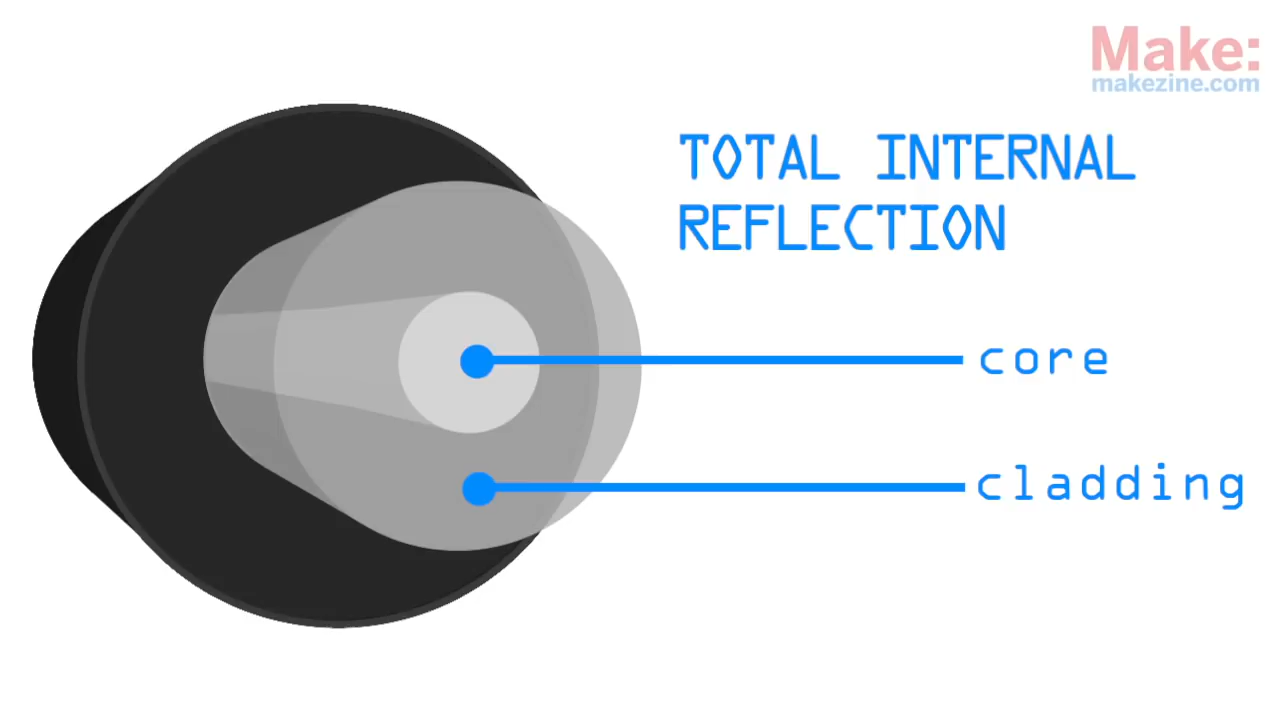 Make:
makezine.com
TOTAL INTERNAL
REFLECTION
core
cladding